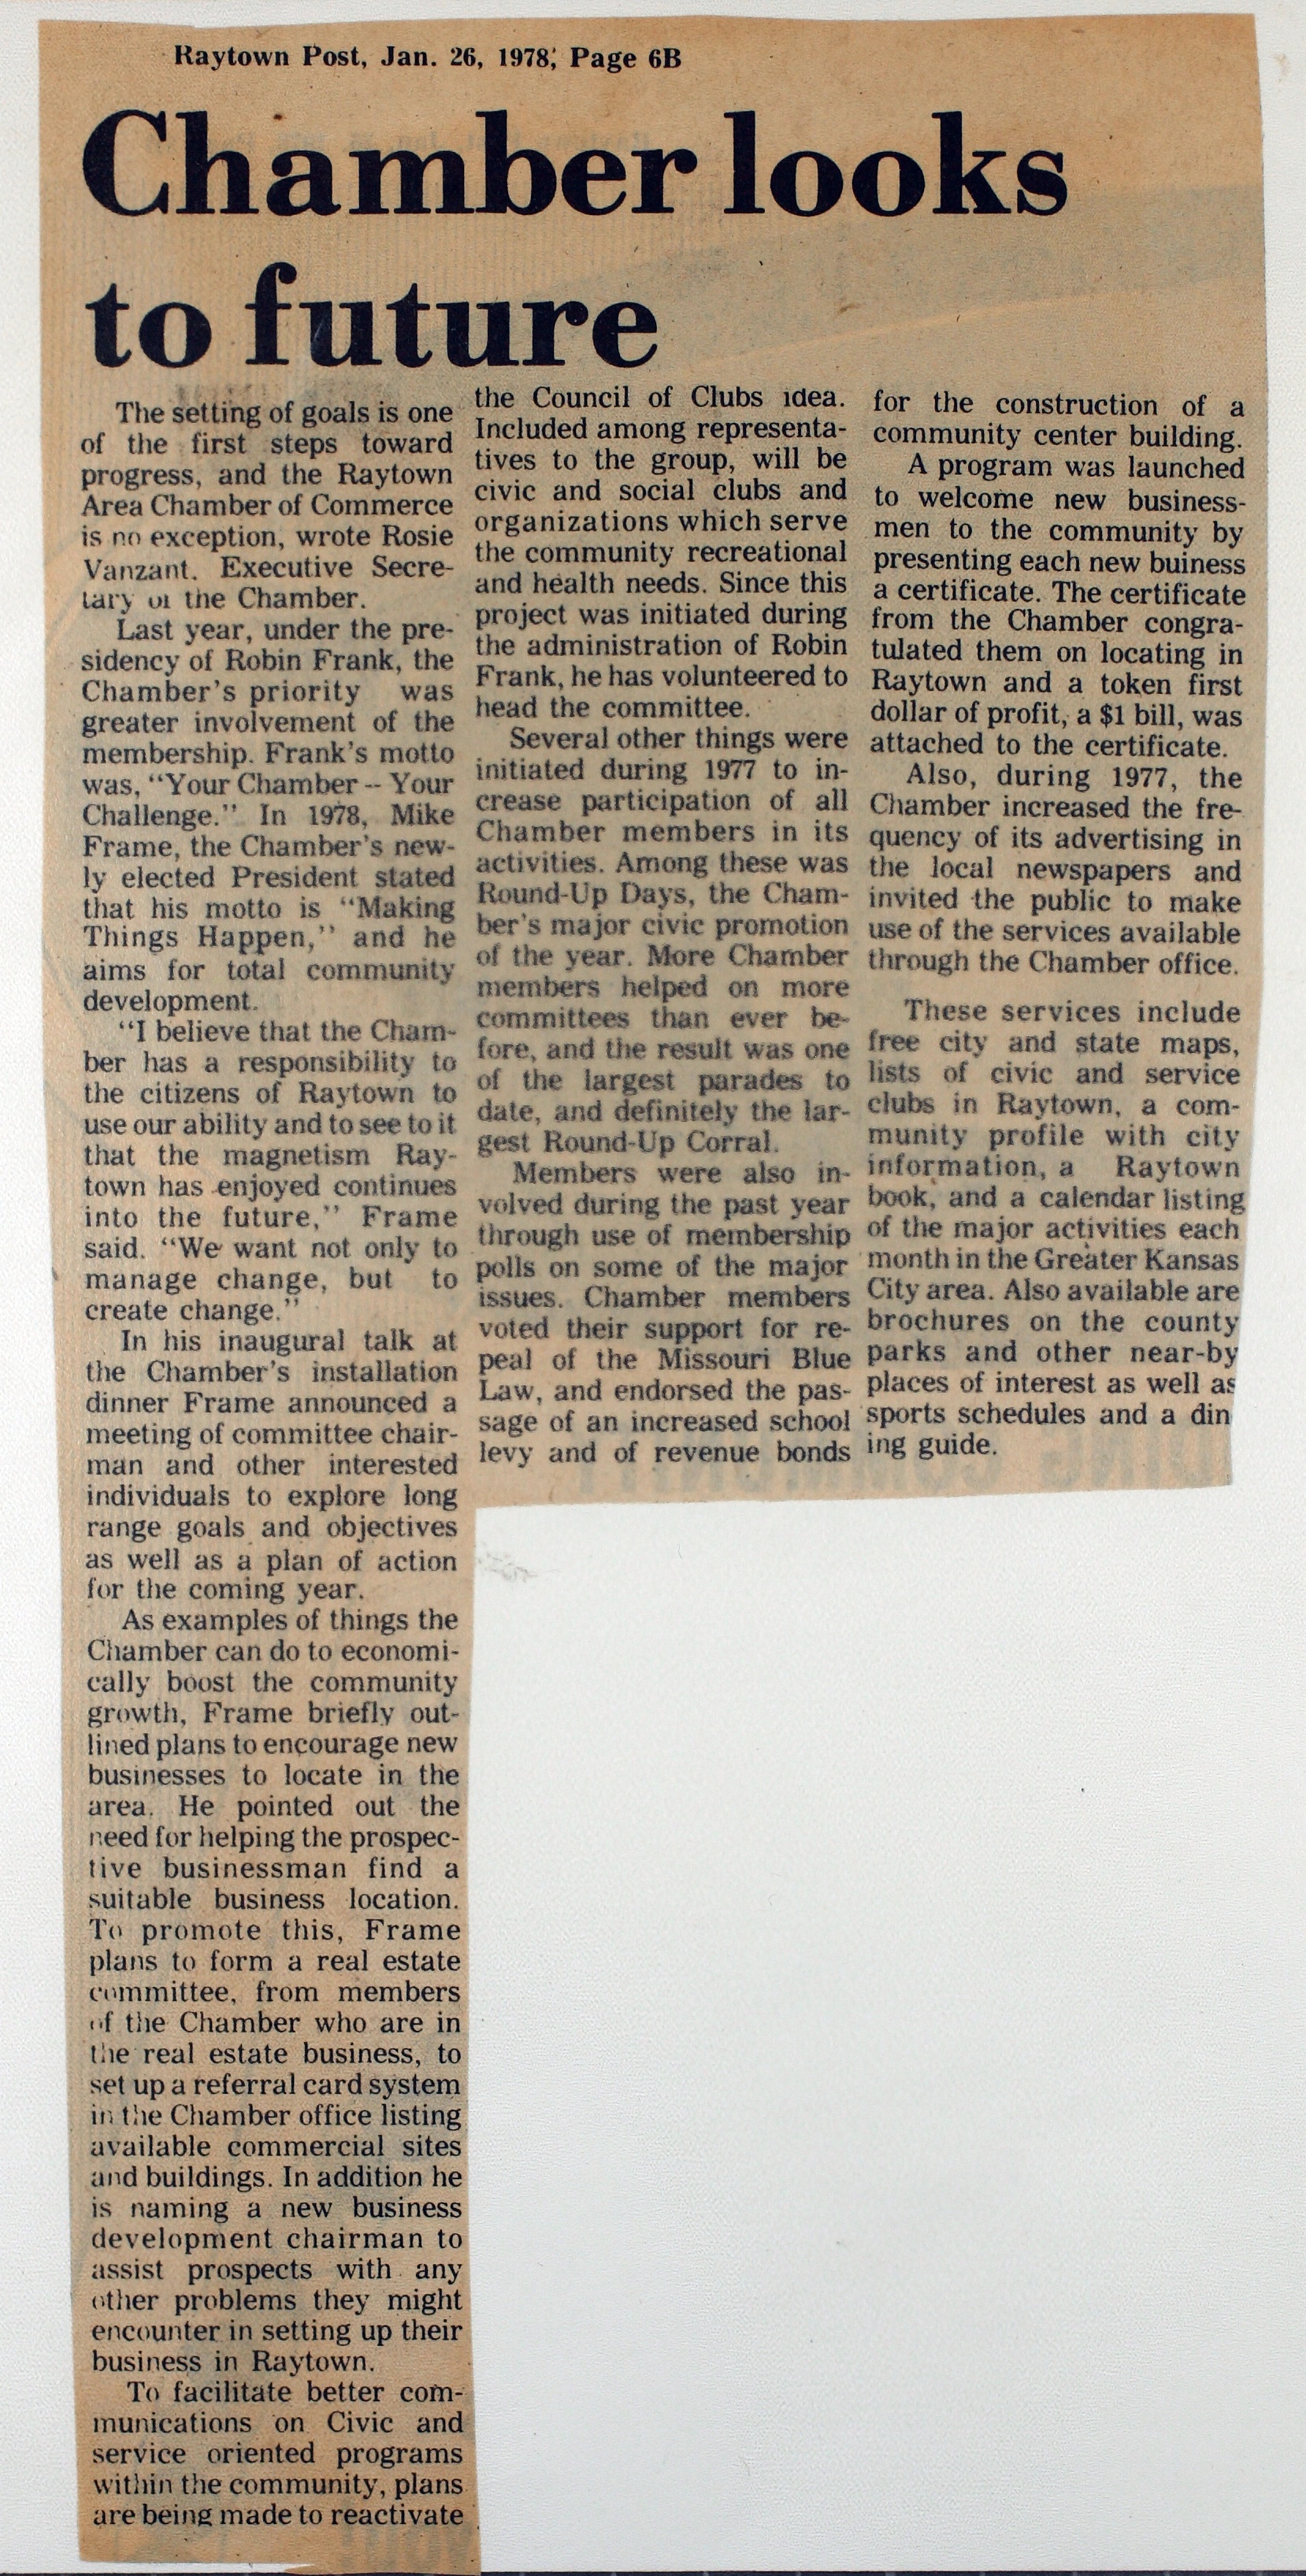 Raytown Post, Jan. 26, 1978, Page 6B
Chamber looks
to future
The setting of goals is one
of the first steps toward
progress, and the Raytown
Area Chamber of Commerce
is no exception, wrote Rosie
Vanzant. Executive Secre-
tary of the Chamber.
Last year, under the pre-
sidency of Robin Frank, the
Chamber's priority was
greater involvement of the
membership. Frank's motto
was, "Your Chamber -- Your
Challenge." In 1978, Mike
Frame, the Chamber's new-
ly elected President stated
that his motto is "Making
Things Happen," and he
aims for total community
development.
"I believe that the Cham-
ber has a responsibility to
the citizens of Raytown to
use our ability and to see to it
that the magnetism Ray-
town has enjoyed continues
into the future," Frame
said. "We want not only to
manage change, but to
create change."
In his inaugural talk at
the Chamber's installation
dinner Frame announced a
meeting of committee chair-
man and other interested
individuals to explore long
range goals and objectives
as well as a plan of action
for the coming year.
As examples of things the
Chamber can do to economi-
cally boost the community
growth, Frame briefly out-
lined plans to encourage new
businesses to locate in the
area. He pointed out the
need for helping the prospec-
tive businessman find a
suitable business location.
To promote this, Frame
plans to form a real estate
committee, from members
of the Chamber who are in
the real estate business, to
set up a referral card system
in the Chamber office listing
available commercial sites
and buildings. In addition he
is naming a new business
development chairman to
assist prospects with any
other problems they might
encounter in setting up their
business in Raytown.
To facilitate better com-
munications on Civic and
service oriented programs
within the community, plans
are being made to reactivate
the Council of Clubs idea.
Included among representa-
tives to the group, will be
civic and social clubs and
organizations which serve
the community recreational
and health needs. Since this
project was initiated during
the administration of Robin
Frank, he has volunteered to
head the committee.
Several other things were
initiated during 1977 to in-
crease participation of all
Chamber members in its
activities. Among these was
Round-Up Days, the Cham-
ber's major civic promotion
of the year. More Chamber
members helped on more
committees than ever be-
fore, and the result was one
of the largest parades to
date, and definitely the lar-
gest Round-Up Corral.
Members were also in-
volved during the past year
through use of membership
polls on some of the major
issues. Chamber members
voted their support for re-
peal of the Missouri Blue
Law, and endorsed the pas-
sage of an increased school
levy and of revenue bonds
for the construction of a
community center building.
A program was launched
to welcome new business-
men to the community by
presenting each new buiness
a certificate. The certificate
from the Chamber congra-
tulated them on locating in
Raytown and a token first
dollar of profit, a $1 bill, was
attached to the certificate.
Also, during 1977, the
Chamber increased the fre-
quency of its advertising in
the local newspapers and
invited the public to make
use of the services available
through the Chamber office.
These services include
free city and state maps,
lists of civic and service
clubs in Raytown, a com-
munity profile with city
information, a Raytown
book, and a calendar listing
of the major activities each
month in the Greater Kansas
City area. Also available are
brochures on the county
parks and other near-by
places of interest as well as
sports schedules and a din
ing guide.